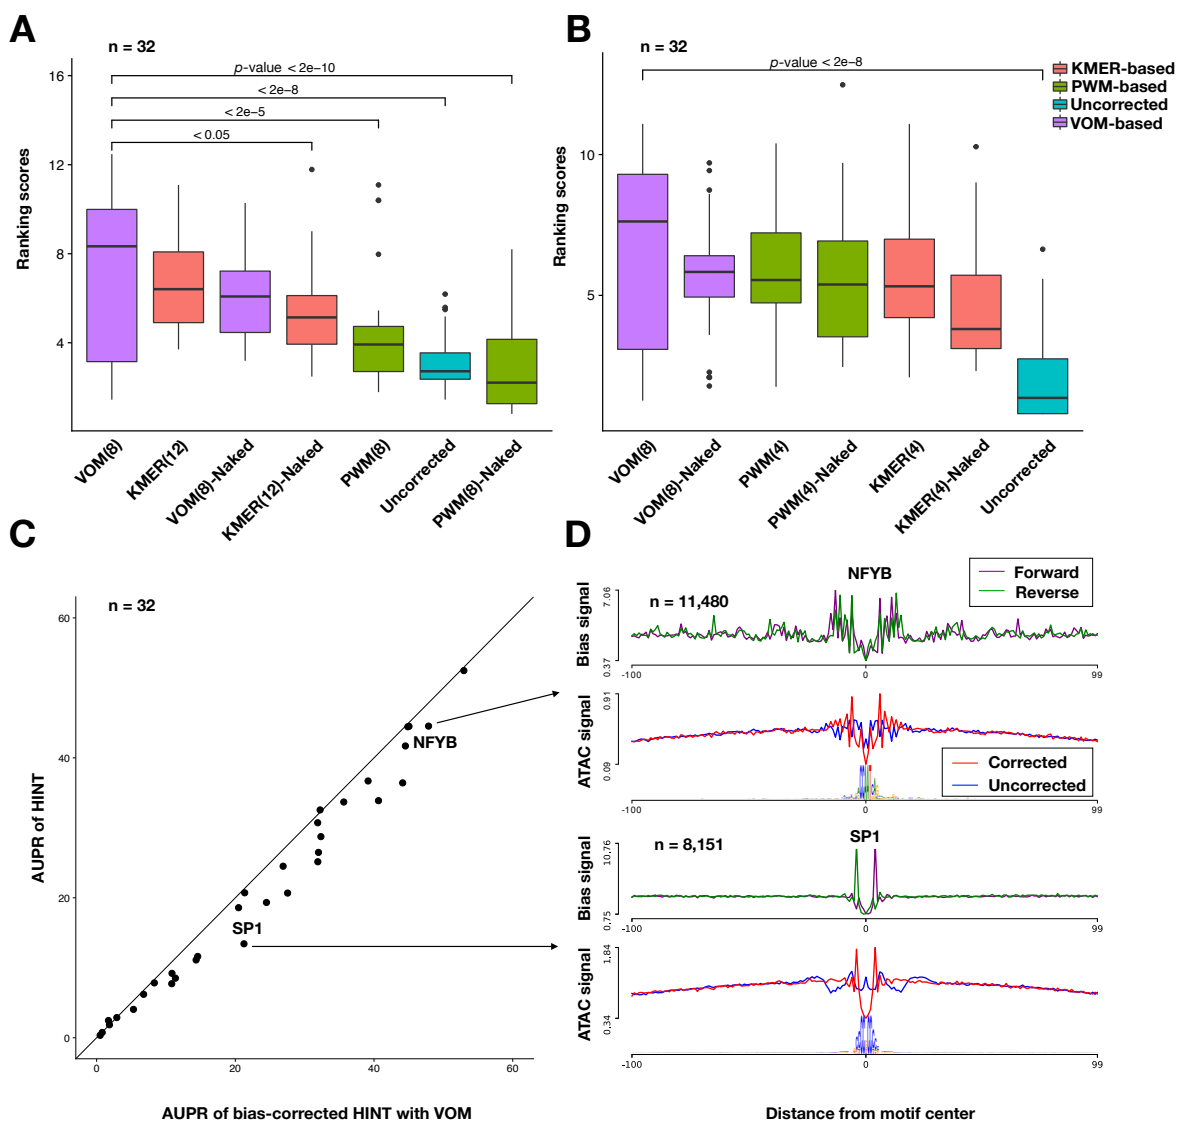 A
n = 32
Ranking scores
16
12
8
4
p-value < 2e−10
< 2e−8
< 2e−5
< 0.05
VOM(8)
KMER(12)
VOM(8)-Naked
KMER(12)-Naked
PWM(8)
Uncorrected
PWM(8)-Naked
B
n = 32
Ranking scores
10
5
p-value < 2e−8
KMER-based
PWM-based
Uncorrected
VOM-based
VOM(8)
VOM(8)-Naked
PWM(4)
PWM(4)-Naked
KMER(4)
KMER(4)-Naked
Uncorrected
C
n = 32
AUPR of HINT
60
40
20
0
NFYB
SP1
0 20 40 60
AUPR of bias-corrected HINT with VOM
D
NFYB
Forward
Reverse
n = 11,480
Bias signal
7.06
0.37
-100 0 99
ATAC signal
0.91
0.09
Corrected
Uncorrected
-100 0 99
SP1
n = 8,151
Bias signal
10.76
0.75
-100 0 99
ATAC signal
1.84
0.34
-100 0 99
Distance from motif center